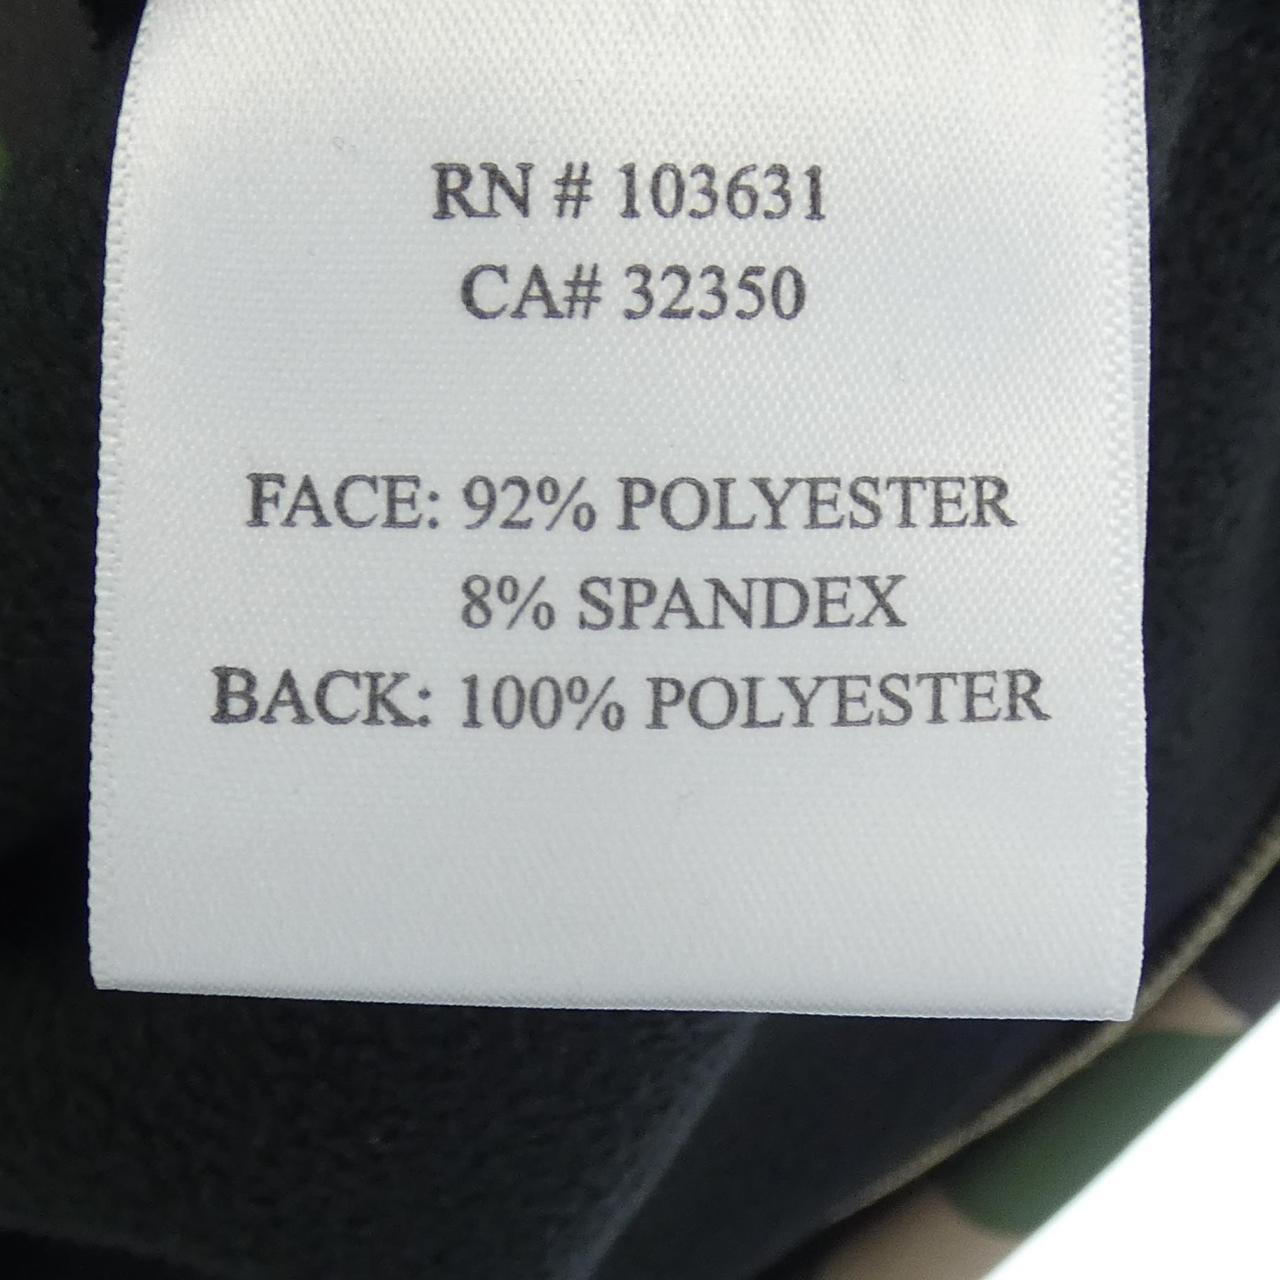 RN # 103631
CA# 32350
FACE: 92% POLYESTER
8% SPANDEX
BACK: 100% POLYESTER